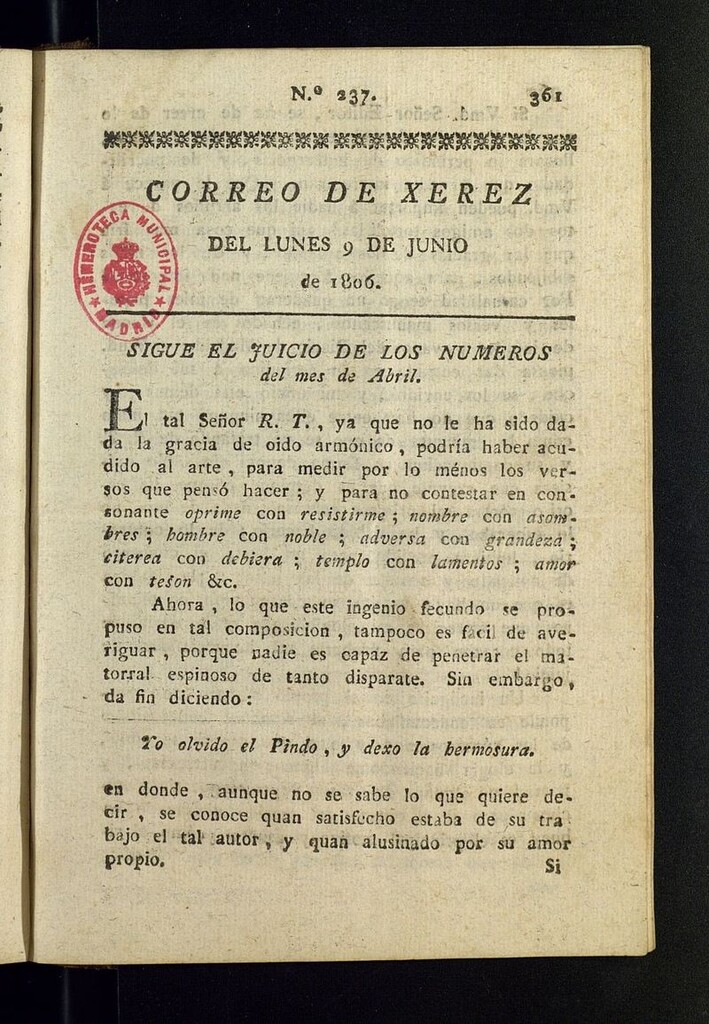 N.º 237. 361
CORREO DE XEREZ
DEL LUNES 9 DE JUNIO
de 1806.
HEMEROTECA MUNICIPAL
MADRID
SIGUE EL JUICIO DE LOS NUMEROS
del mes de Abril.
El tal Señor R. T., ya que no le ha sido da-
da la gracia de oido armónico, podría haber acu-
dido al arte, para medir por lo ménos los ver-
sos que pensó hacer; y para no contestar en con-
sonante oprime con resistirme; nombre con asom-
bres; hombre con noble; adversa con grandeza;
citerea con debiera; templo con lamentos; amor
con teson &c.
Ahora, lo que este ingenio fecundo se pro-
puso en tal composicion, tampoco es facil de ave-
riguar, porque nadie es capaz de penetrar el ma-
torral espinoso de tanto disparate. Sin embargo,
da fin diciendo:
Yo olvido el Pindo, y dexo la hermosura.
en donde, aunque no se sabe lo que quiere de-
cir, se conoce quan satisfecho estaba de su tra
bajo el tal autor, y quan alusinado por su amor
propio.
Si